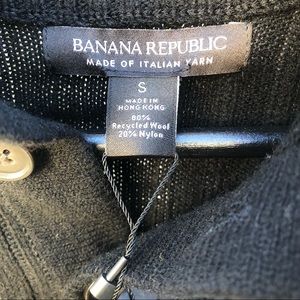 BANANA REPUBLIC
MADE OF ITALIAN YARN
S
MADE IN
HONG KONG
80%
Recycled Wool
20% Nylon